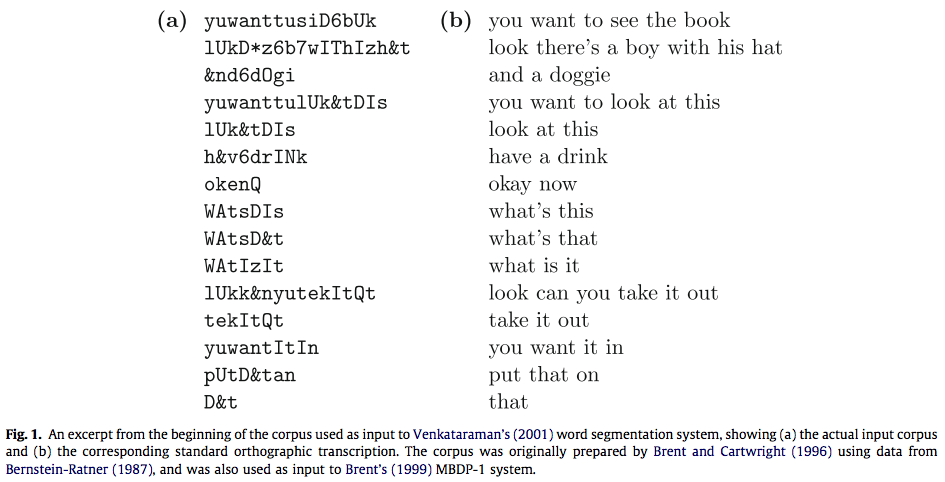 (a) yuwanttusiD6bUk (b) you want to see the book
lUkD*z6b7wIThIzh&t look there's a boy with his hat
&nd6dOgi and a doggie
yuwanttulUk&tDIs you want to look at this
lUk&tDIs look at this
h&v6drINk have a drink
okenQ okay now
WAtsDIs what's this
WAtsD&t what's that
WAtIzIt what is it
lUkk&nyutekItQt look can you take it out
tekItQt take it out
yuwantItIn you want it in
pUtD&tan put that on
D&t that
Fig. 1. An excerpt from the beginning of the corpus used as input to Venkataraman's (2001) word segmentation system, showing (a) the actual input corpus
and (b) the corresponding standard orthographic transcription. The corpus was originally prepared by Brent and Cartwright (1996) using data from
Bernstein-Ratner (1987), and was also used as input to Brent's (1999) MBDP-1 system.